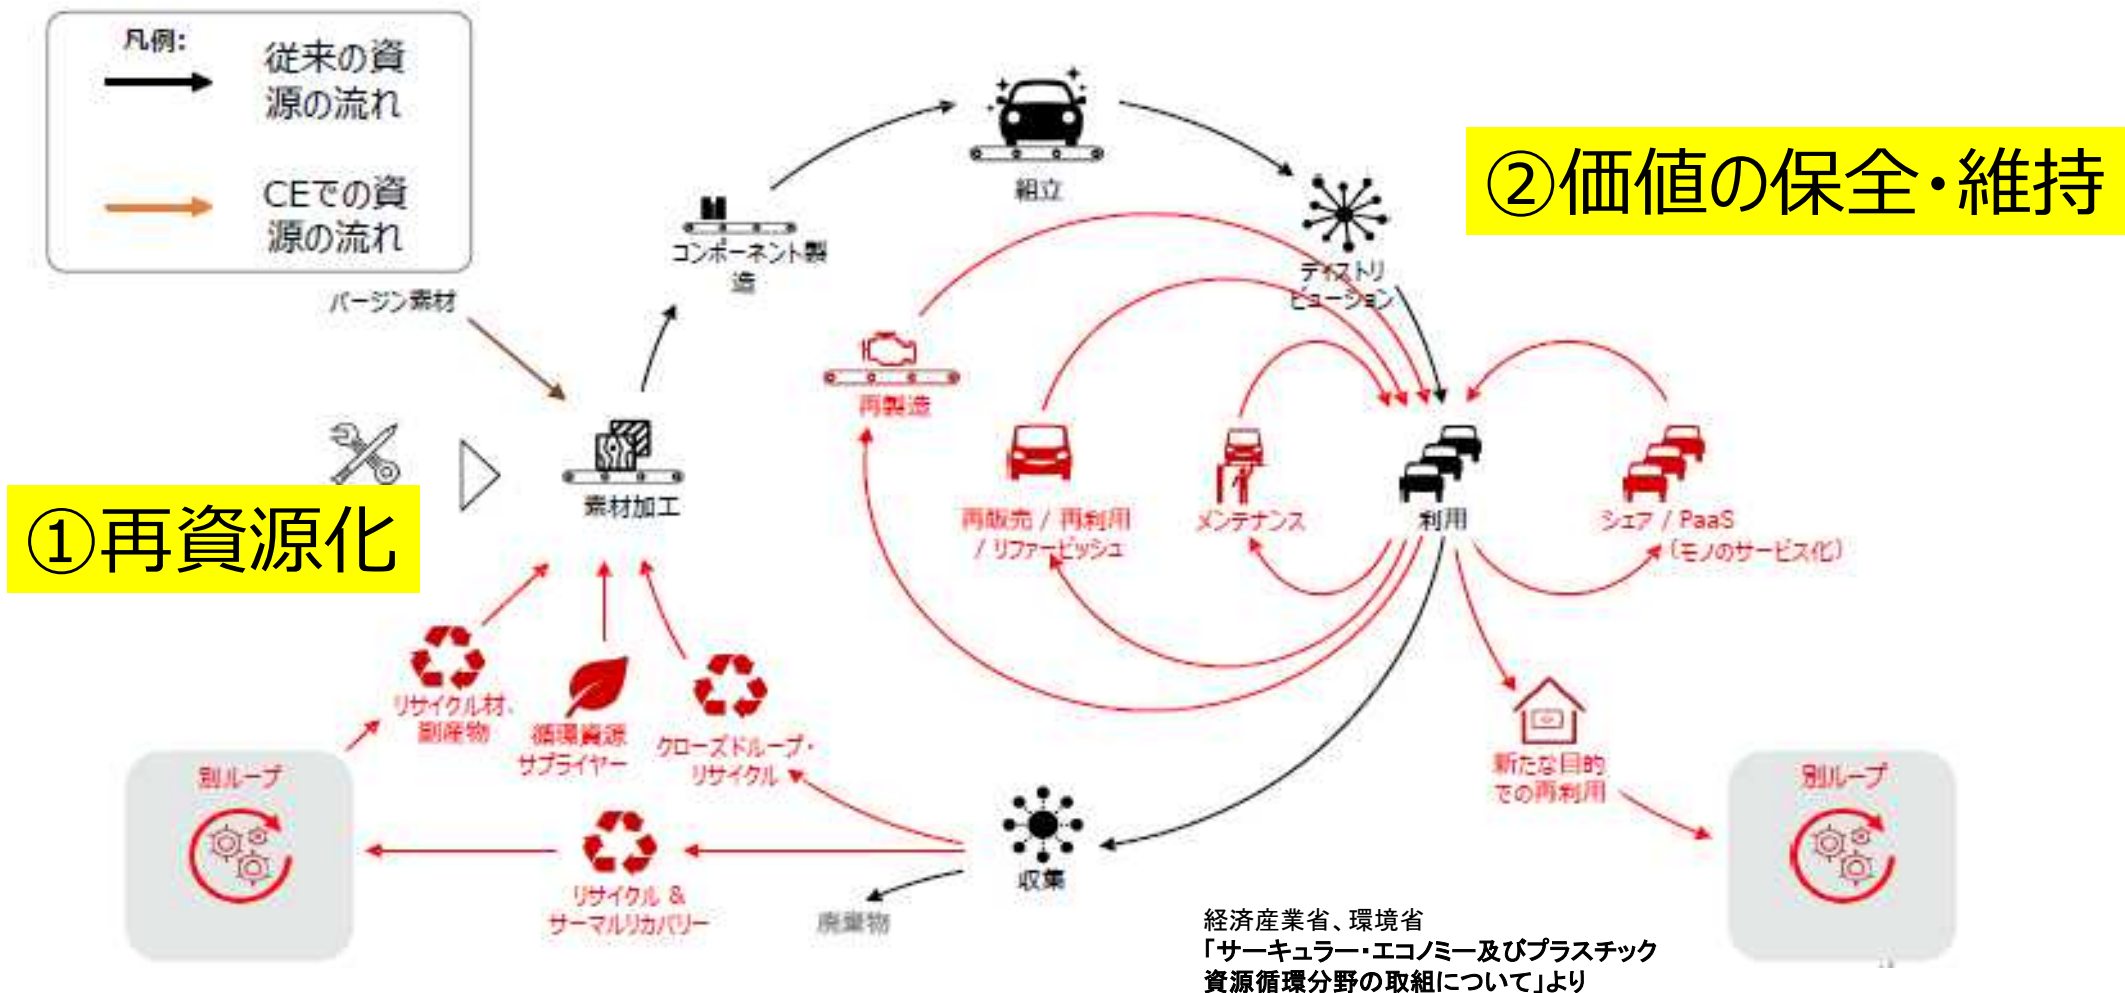 凡例:
従来の資
源の流れ
CEでの資
源の流れ
②価値の保全・維持
組立
コンポーネント製
造
ディストリ
ビューション
バージン素材
再製造
素材加工
①再資源化
再販売 / 再利用
/ リファービッシュ
メンテナンス
利用
シェア / PaaS
(モノのサービス化)
リサイクル材、
副産物
循環資源
サプライヤー
クローズドループ・
リサイクル
新たな目的
での再利用
別ループ
別ループ
リサイクル &
サーマルリカバリー
収集
廃棄物
経済産業省、環境省
「サーキュラー・エコノミー及びプラスチック
資源循環分野の取組について」より